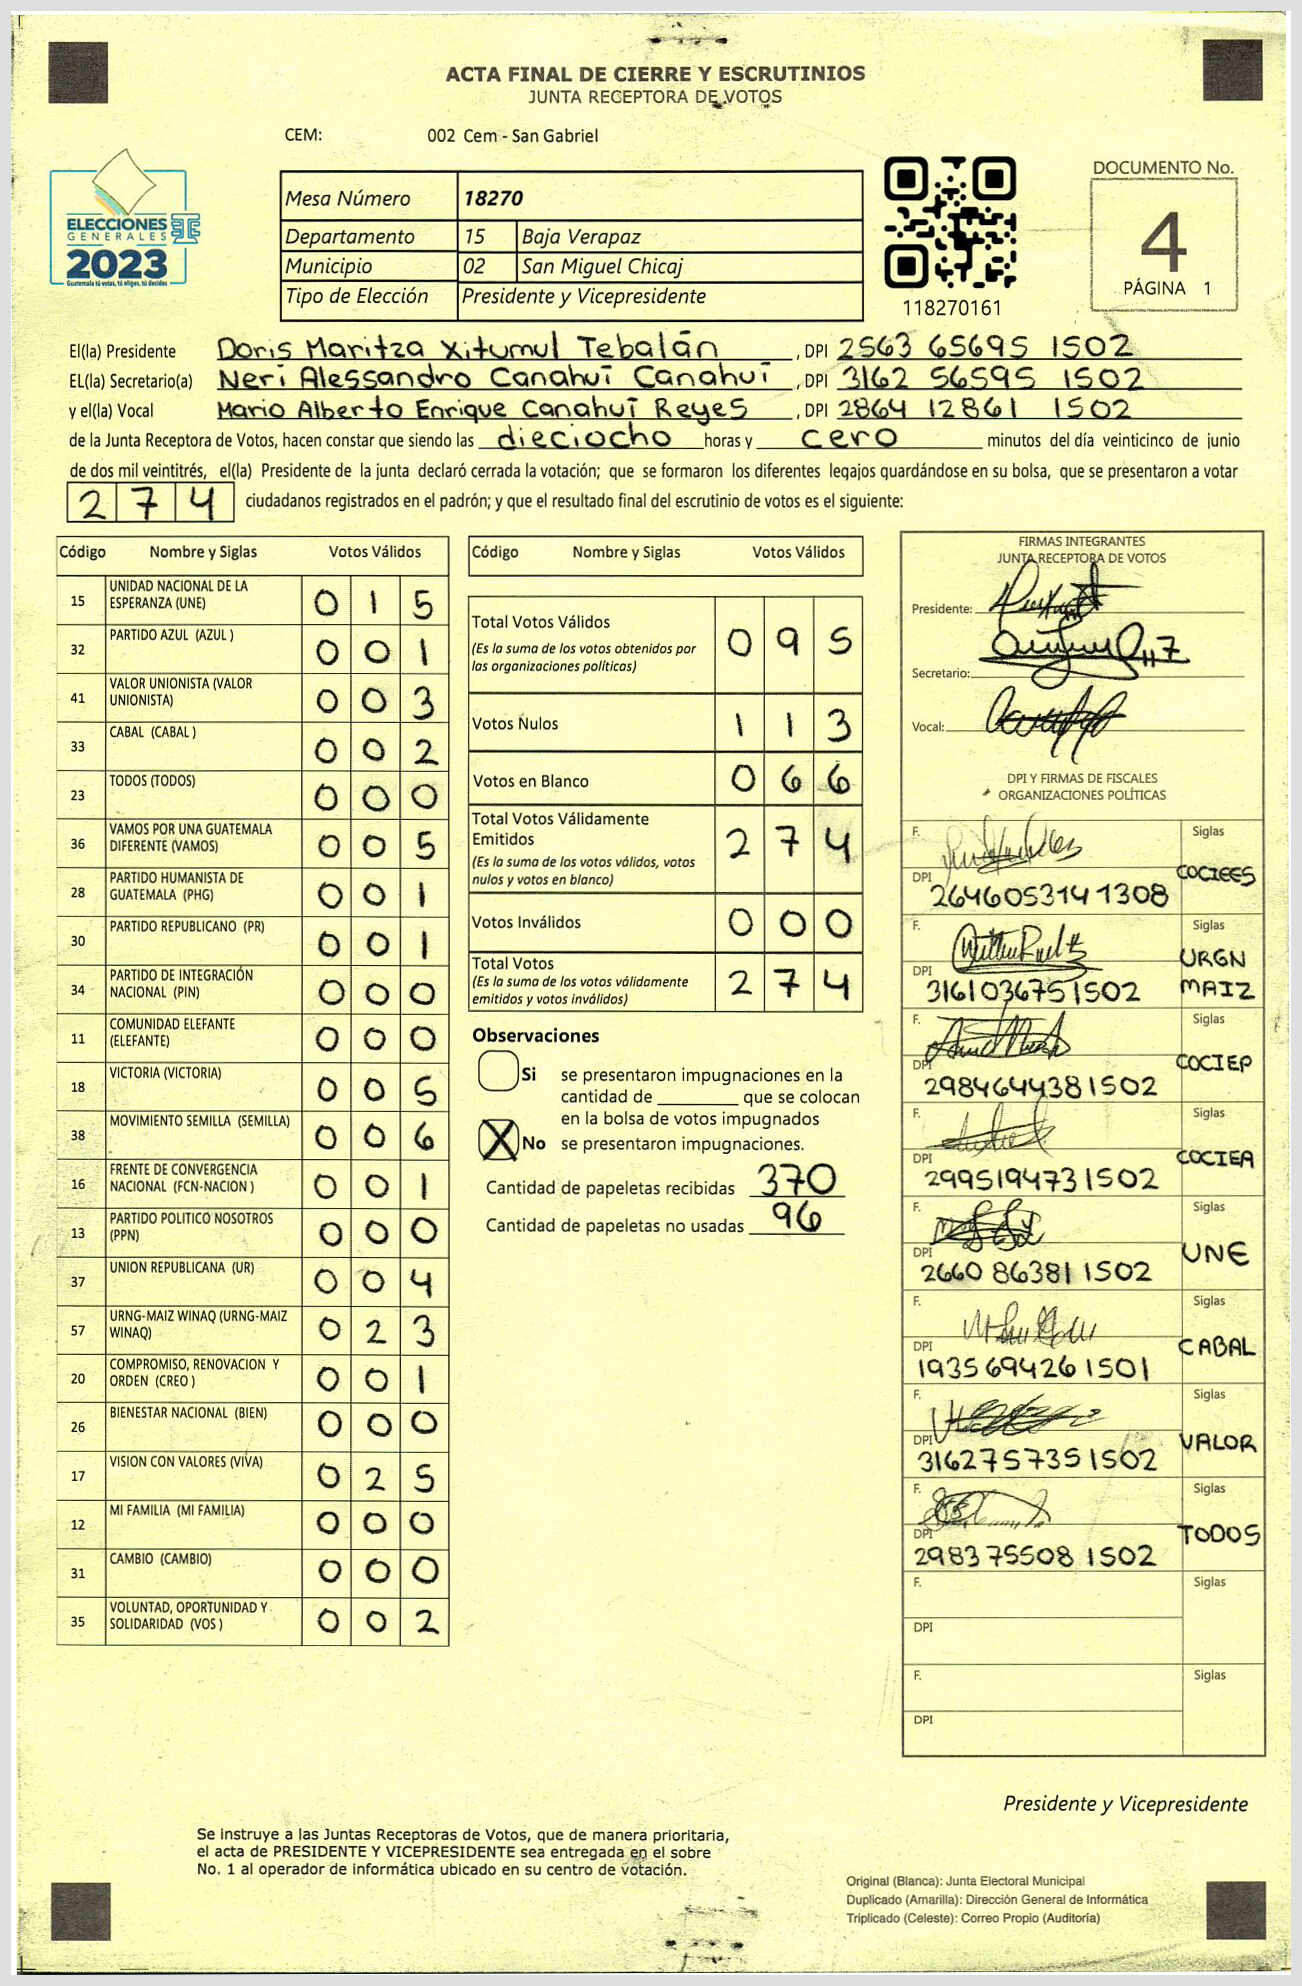 ACTA FINAL DE CIERRE Y ESCRUTINIOS
JUNTA RECEPTORA DE VOTOS
CEM: 002 Cem - San Gabriel
ELECCIONES
GENERALES
2023
Guatemala tú votas, tú eliges, tú decides
Mesa Número 18270
Departamento 15 Baja Verapaz
Municipio 02 San Miguel Chicaj
Tipo de Elección Presidente y Vicepresidente
118270161
DOCUMENTO No.
4
PÁGINA 1
El(la) Presidente Doris Maritza Xitumul Tebalán , DPI 2563 65695 1502
EL(la) Secretario(a) Neri Alessandro Canahuí Canahuí , DPI 3162 56595 1502
y el(la) Vocal Mario Alberto Enrique Canahuí Reyes , DPI 2864 12861 1502
de la Junta Receptora de Votos, hacen constar que siendo las dieciocho horas y cero minutos del día veinticinco de junio
de dos mil veintitrés, el(la) Presidente de la junta declaró cerrada la votación; que se formaron los diferentes legajos quardándose en su bolsa, que se presentaron a votar
274 ciudadanos registrados en el padrón; y que el resultado final del escrutinio de votos es el siguiente:
Código Nombre y Siglas Votos Válidos
15 UNIDAD NACIONAL DE LA ESPERANZA (UNE) 0 1 5
32 PARTIDO AZUL (AZUL ) 0 0 1
41 VALOR UNIONISTA (VALOR UNIONISTA) 0 0 3
33 CABAL (CABAL ) 0 0 2
23 TODOS (TODOS) 0 0 0
36 VAMOS POR UNA GUATEMALA DIFERENTE (VAMOS) 0 0 5
28 PARTIDO HUMANISTA DE GUATEMALA (PHG) 0 0 1
30 PARTIDO REPUBLICANO (PR) 0 0 1
34 PARTIDO DE INTEGRACIÓN NACIONAL (PIN) 0 0 0
11 COMUNIDAD ELEFANTE (ELEFANTE) 0 0 0
18 VICTORIA (VICTORIA) 0 0 5
38 MOVIMIENTO SEMILLA (SEMILLA) 0 0 6
16 FRENTE DE CONVERGENCIA NACIONAL (FCN-NACION ) 0 0 1
13 PARTIDO POLITICO NOSOTROS (PPN) 0 0 0
37 UNION REPUBLICANA (UR) 0 0 4
57 URNG-MAIZ WINAQ (URNG-MAIZ WINAQ) 0 2 3
20 COMPROMISO, RENOVACION Y ORDEN (CREO ) 0 0 1
26 BIENESTAR NACIONAL (BIEN) 0 0 0
17 VISION CON VALORES (VIVA) 0 2 5
12 MI FAMILIA (MI FAMILIA) 0 0 0
31 CAMBIO (CAMBIO) 0 0 0
35 VOLUNTAD, OPORTUNIDAD Y SOLIDARIDAD (VOS ) 0 0 2
Código Nombre y Siglas Votos Válidos
Total Votos Válidos 0 9 5
(Es la suma de los votos obtenidos por
las organizaciones políticas)
Votos Nulos 1 1 3
Votos en Blanco 0 6 6
Total Votos Válidamente
Emitidos 2 7 4
(Es la suma de los votos válidos, votos
nulos y votos en blanco)
Votos Inválidos 0 0 0
Total Votos 2 7 4
(Es la suma de los votos válidamente
emitidos y votos inválidos)
Observaciones
Si se presentaron impugnaciones en la
cantidad de ________ que se colocan
en la bolsa de votos impugnados
X No se presentaron impugnaciones.
Cantidad de papeletas recibidas 370
Cantidad de papeletas no usadas 96
FIRMAS INTEGRANTES
JUNTA RECEPTORA DE VOTOS
Presidente:
Secretario:
Vocal:
DPI Y FIRMAS DE FISCALES
ORGANIZACIONES POLÍTICAS
F. Siglas
DPI 2646053141308 COCIEES
F. Siglas
DPI 3161036751502 URGN MAIZ
F. Siglas
DPI 2984644381502 COCIEP
F. Siglas
DPI 2995194731502 COCIEA
F. Siglas
DPI 2660 86381 1502 UNE
F. Siglas
DPI 1935694261501 CABAL
F. Siglas
DPI 3162757351502 VALOR
F. Siglas
DPI 298375508 1502 TODOS
F. Siglas
DPI
F. Siglas
DPI
Presidente y Vicepresidente
Se instruye a las Juntas Receptoras de Votos, que de manera prioritaria,
el acta de PRESIDENTE Y VICEPRESIDENTE sea entregada en el sobre
No. 1 al operador de informática ubicado en su centro de votación.
Original (Blanca): Junta Electoral Municipal
Duplicado (Amarilla): Dirección General de Informática
Triplicado (Celeste): Correo Propio (Auditoría)